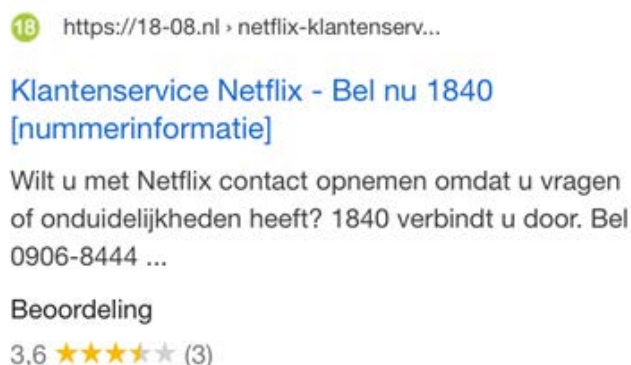 18 https://18-08.nl › netflix-klantenserv...
Klantenservice Netflix - Bel nu 1840
[nummerinformatie]
Wilt u met Netflix contact opnemen omdat u vragen
of onduidelijkheden heeft? 1840 verbindt u door. Bel
0906-8444 ...
Beoordeling
3,6 ★★★★★ (3)